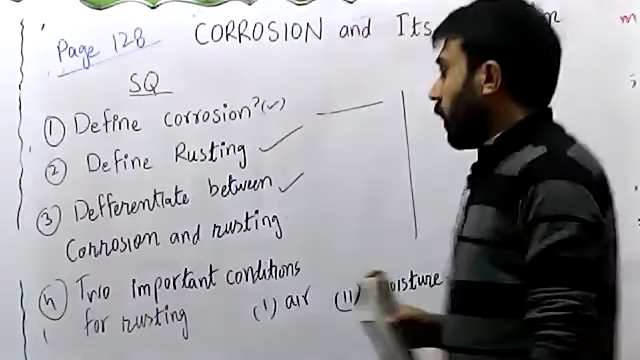 Page 128
CORROSION and Its
SQ
① Define Corrosion? (✓)
② Define Rusting ✓
③ Defferentiate between ✓
Corrosion and rusting
④ Two important conditions
for rusting (i) air (ii) moisture